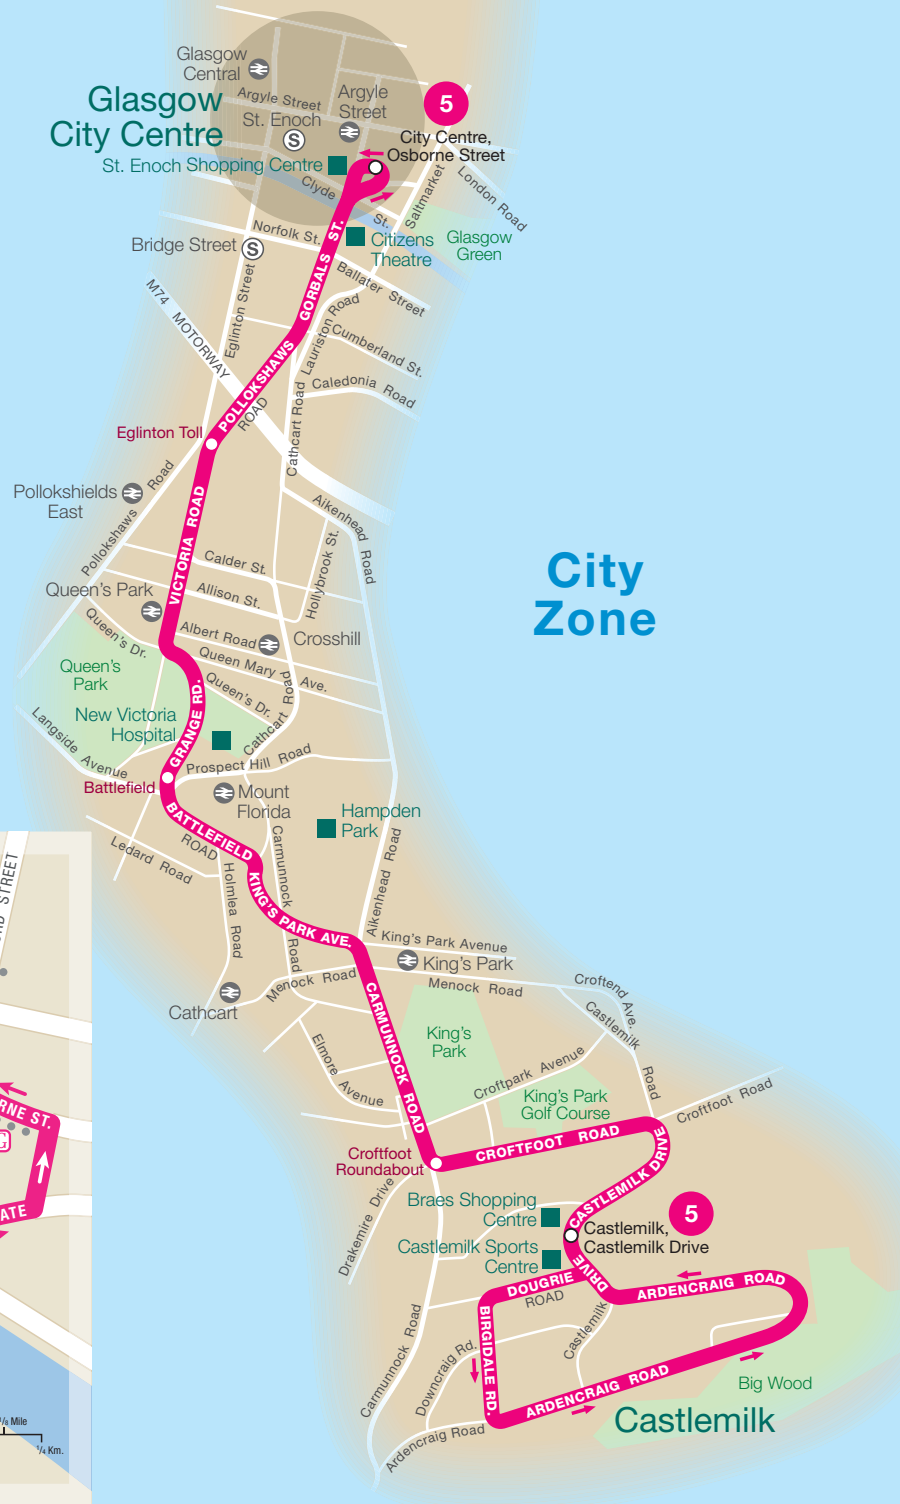 Glasgow
Central
Argyle Street
Argyle
Street
St. Enoch
S
5
Glasgow
City Centre
City Centre,
Osborne Street
St. Enoch Shopping Centre
Clyde
St.
Saltmarket
London Road
Norfolk St.
Bridge Street
S
Citizens
Theatre
Glasgow
Green
GORBALS ST.
Ballater Street
M74 MOTORWAY
Eglinton Street
Lauriston Road
Cumberland St.
POLLOKSHAWS
ROAD
Caledonia Road
Cathcart Road
Eglinton Toll
Pollokshields
East
Pollokshaws Road
VICTORIA ROAD
Aikenhead Road
Hollybrook St.
City
Zone
Calder St.
Allison St.
Queen's Park
Queen's Dr.
Albert Road
Crosshill
Queen Mary Ave.
Queen's
Park
Queen's Dr.
Cathcart Road
New Victoria
Hospital
GRANGE RD.
Langside Avenue
Prospect Hill Road
Battlefield
Mount
Florida
Hampden
Park
BATTLEFIELD
ROAD
Ledard Road
Holmlea Road
Carmunnock
Road
Aikenhead Road
KING'S PARK AVE.
King's Park Avenue
King's Park
Menock Road
Menock Road
Cathcart
Croftend Ave.
Castlemilk
Road
CARMUNNOCK ROAD
King's
Park
Elmore Avenue
Croftpark Avenue
King's Park
Golf Course
Croftfoot Road
Croftfoot
Roundabout
CROFTFOOT ROAD
CASTLEMILK DRIVE
Drakemire Drive
Braes Shopping
Centre
5
Castlemilk,
Castlemilk Drive
Castlemilk Sports
Centre
DRIVE
DOUGRIE
ROAD
ARDENCRAIG ROAD
BIRGIDALE RD.
Castlemilk
Carmunnock Road
Downcraig Rd.
ARDENCRAIG ROAD
Big Wood
Castlemilk
Ardencraig Road
STREET
RNE ST.
G
ATE
1/8 Mile
1/4 Km.